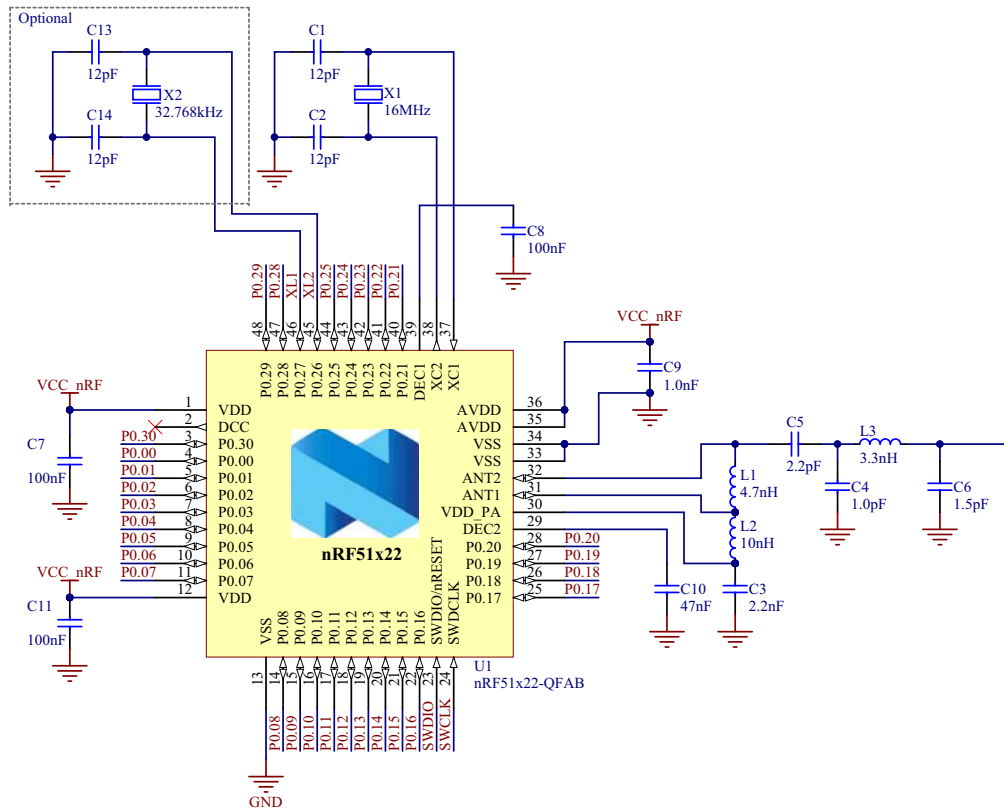 Optional
C13
12pF
X2
32.768kHz
C14
12pF
C1
12pF
X1
16MHz
C2
12pF
C8
100nF
P0.29
P0.28
XL1
XL2
P0.25
P0.24
P0.23
P0.22
P0.21
48
47
46
45
44
43
42
41
40
39
38
37
P0.29
P0.28
P0.27
P0.26
P0.25
P0.24
P0.23
P0.22
P0.21
DEC1
XC2
XC1
VCC_nRF
C9
1.0nF
VCC_nRF
C7
100nF
1 VDD
2 DCC
P0.30 3 P0.30
P0.00 4 P0.00
P0.01 5 P0.01
P0.02 6 P0.02
P0.03 7 P0.03
P0.04 8 P0.04
P0.05 9 P0.05
P0.06 10 P0.06
P0.07 11 P0.07
12 VDD
VCC_nRF
C11
100nF
nRF51x22
AVDD 36
AVDD 35
VSS 34
VSS 33
ANT2 32
ANT1 31
VDD_PA 30
DEC2 29
P0.20 28 P0.20
P0.19 27 P0.19
P0.18 26 P0.18
P0.17 25 P0.17
C5
2.2pF
L3
3.3nH
L1
4.7nH
C4
1.0pF
C6
1.5pF
L2
10nH
C10
47nF
C3
2.2nF
VSS
P0.08
P0.09
P0.10
P0.11
P0.12
P0.13
P0.14
P0.15
P0.16
SWDIO/nRESET
SWDCLK
U1
nRF51x22-QFAB
13
14
15
16
17
18
19
20
21
22
23
24
P0.08
P0.09
P0.10
P0.11
P0.12
P0.13
P0.14
P0.15
P0.16
SWDIO
SWCLK
GND